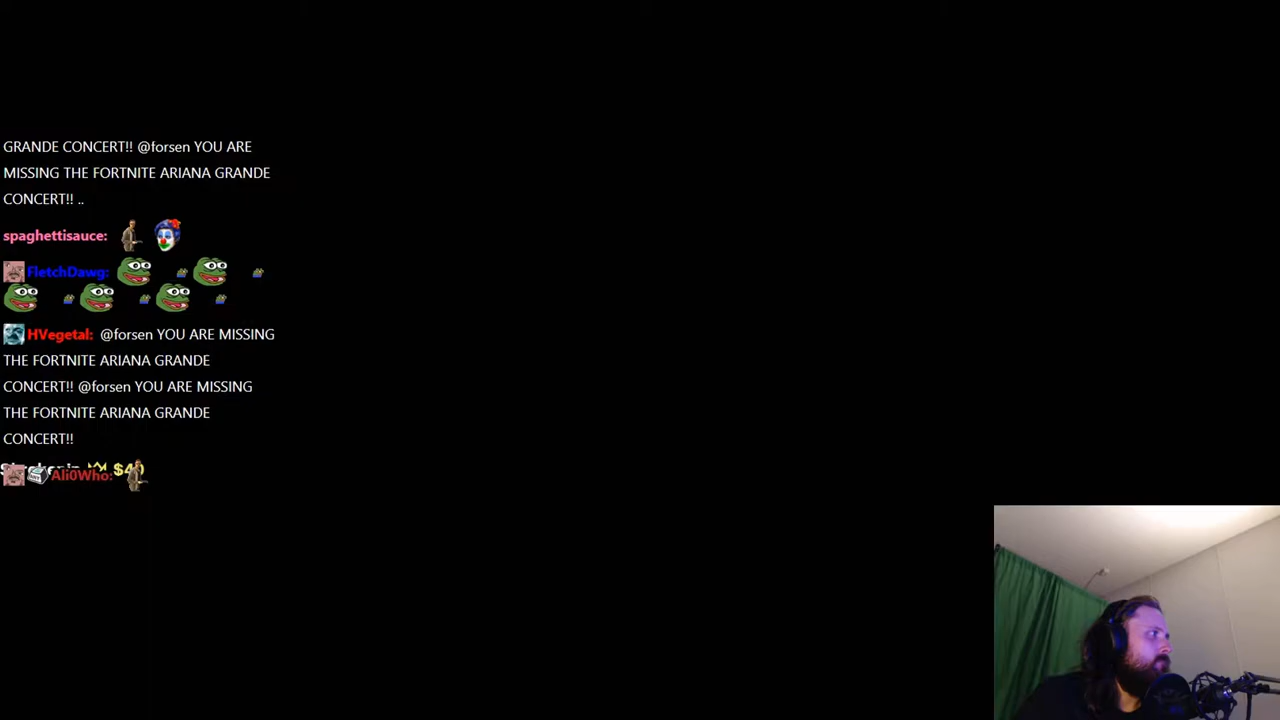 GRANDE CONCERT!! @forsen YOU ARE
MISSING THE FORTNITE ARIANA GRANDE
CONCERT!! ..
spaghettisauce:
FletchDawg:
HVegetal: @forsen YOU ARE MISSING
THE FORTNITE ARIANA GRANDE
CONCERT!! @forsen YOU ARE MISSING
THE FORTNITE ARIANA GRANDE
CONCERT!!
Ali0Who: